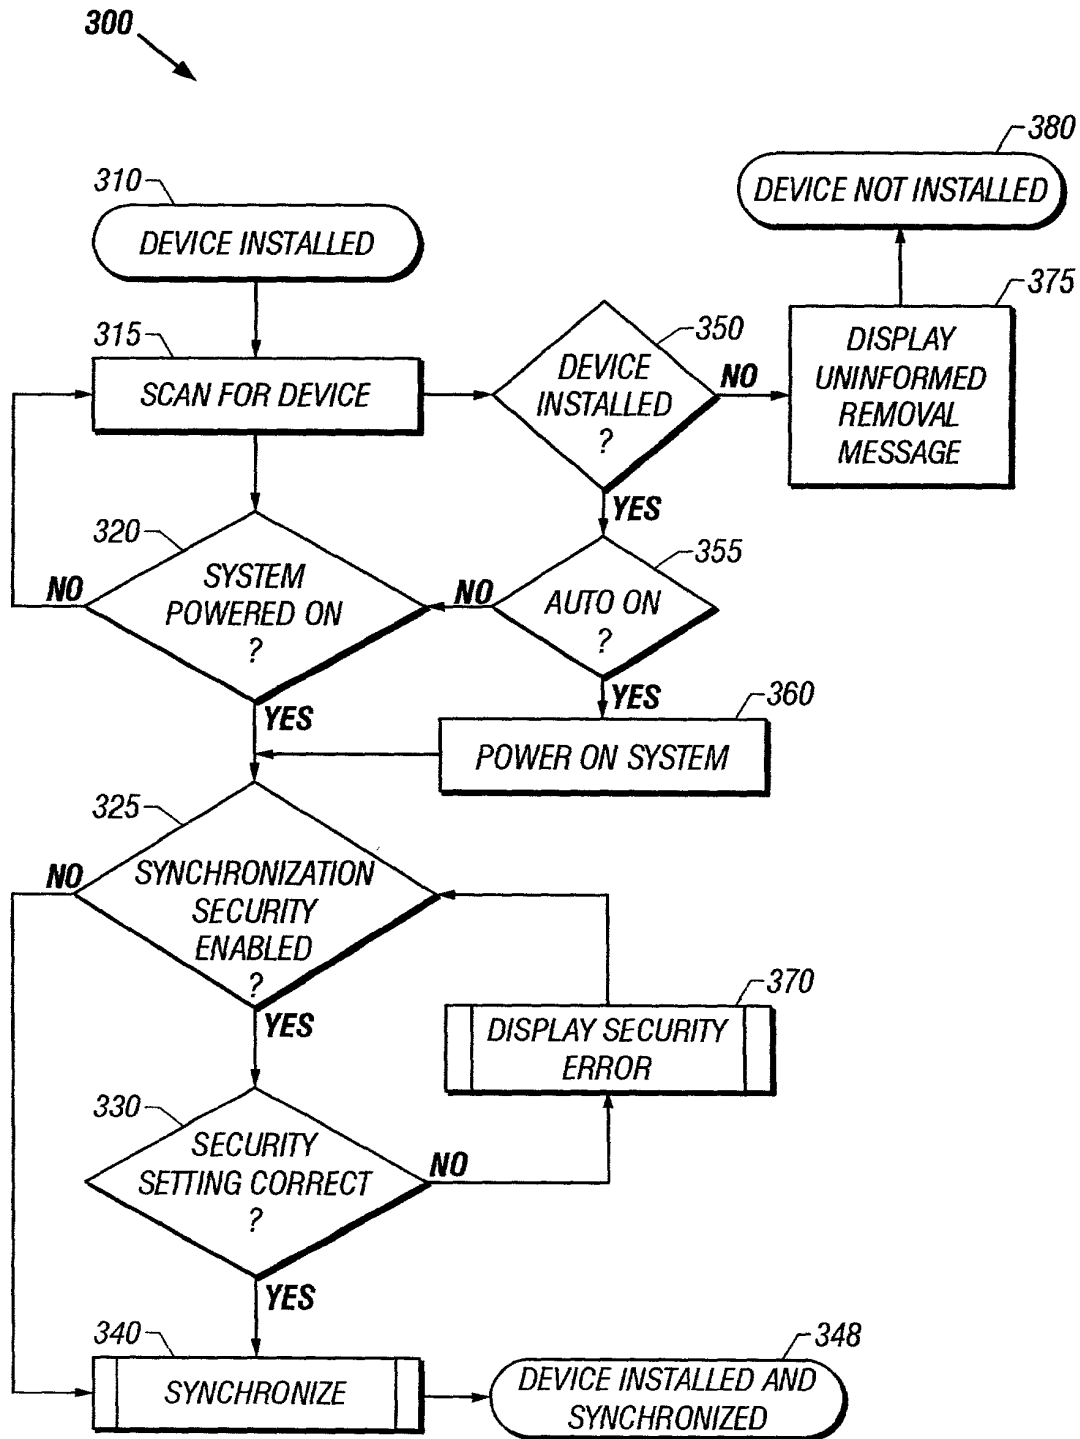 300
380
DEVICE NOT INSTALLED
310
DEVICE INSTALLED
375
DISPLAY
UNINFORMED
REMOVAL
MESSAGE
315
SCAN FOR DEVICE
350
DEVICE
INSTALLED
?
NO
YES
320
SYSTEM
POWERED ON
?
NO
YES
355
AUTO ON
?
NO
YES
360
POWER ON SYSTEM
325
SYNCHRONIZATION
SECURITY
ENABLED
?
NO
YES
370
DISPLAY SECURITY
ERROR
330
SECURITY
SETTING CORRECT
?
NO
YES
340
SYNCHRONIZE
348
DEVICE INSTALLED AND
SYNCHRONIZED